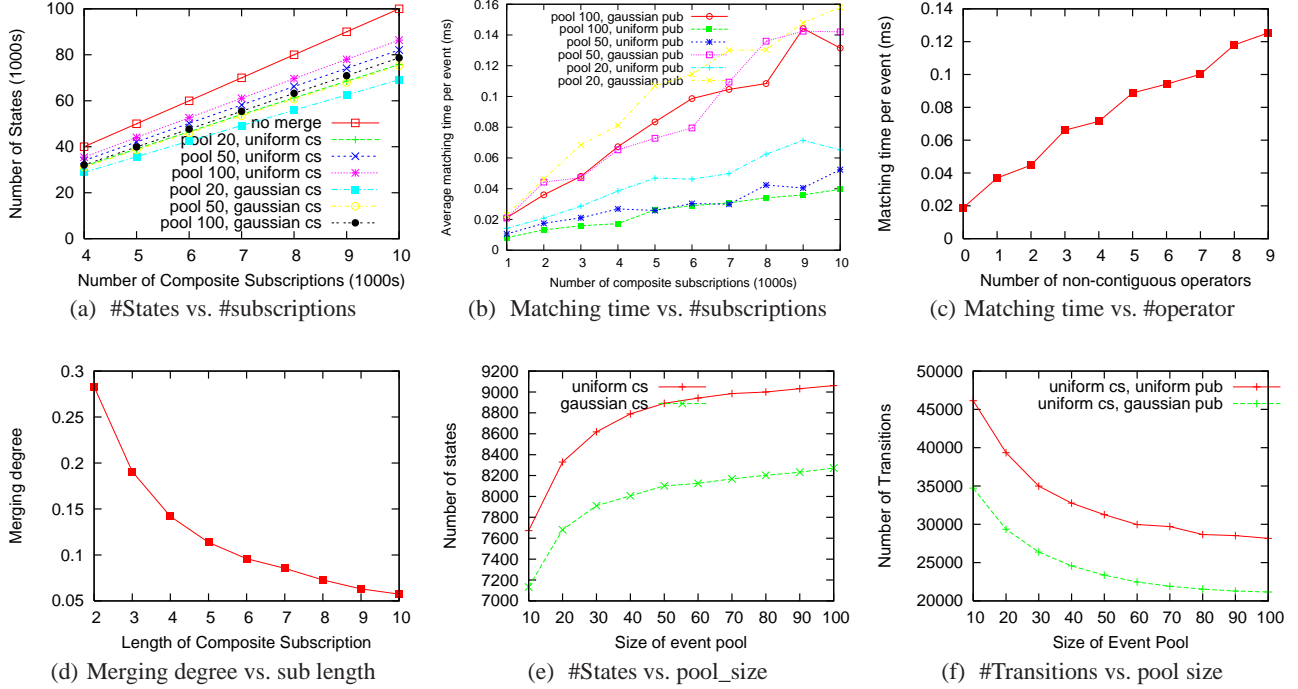 Number of States (1000s)
100
80
60
40
20
0
no merge
pool 20, uniform cs
pool 50, uniform cs
pool 100, uniform cs
pool 20, gaussian cs
pool 50, gaussian cs
pool 100, gaussian cs
4 5 6 7 8 9 10
Number of Composite Subscriptions (1000s)
(a) #States vs. #subscriptions
Average matching time per event (ms)
0.16
0.14
0.12
0.1
0.08
0.06
0.04
0.02
0
pool 100, gaussian pub
pool 100, uniform pub
pool 50, uniform pub
pool 50, gaussian pub
pool 20, uniform pub
pool 20, gaussian pub
1 2 3 4 5 6 7 8 9 10
Number of composite subscriptions (1000s)
(b) Matching time vs. #subscriptions
Matching time per event (ms)
0.14
0.12
0.1
0.08
0.06
0.04
0.02
0
0 1 2 3 4 5 6 7 8 9
Number of non-contiguous operators
(c) Matching time vs. #operator
Merging degree
0.3
0.25
0.2
0.15
0.1
0.05
2 3 4 5 6 7 8 9 10
Length of Composite Subscription
(d) Merging degree vs. sub length
Number of states
9200
9000
8800
8600
8400
8200
8000
7800
7600
7400
7200
7000
uniform cs
gaussian cs
10 20 30 40 50 60 70 80 90 100
Size of event pool
(e) #States vs. pool_size
Number of Transitions
50000
45000
40000
35000
30000
25000
20000
uniform cs, uniform pub
uniform cs, gaussian pub
10 20 30 40 50 60 70 80 90 100
Size of Event Pool
(f) #Transitions vs. pool size